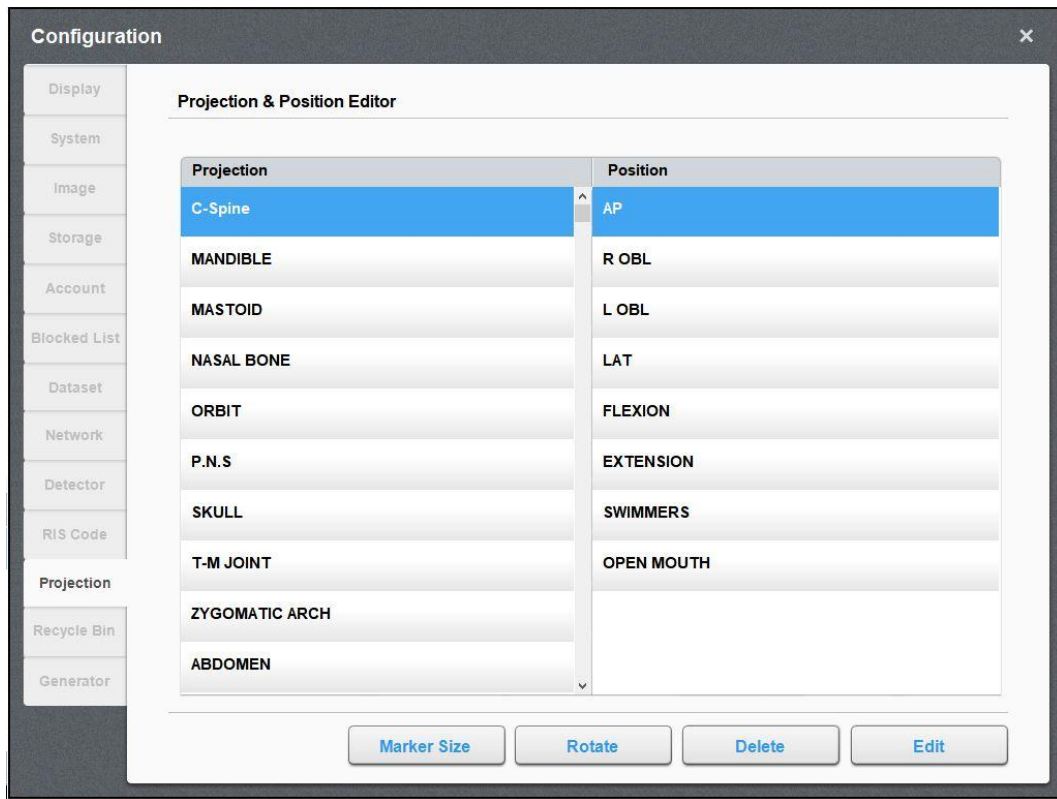 Configuration
Display
System
Image
Storage
Account
Blocked List
Dataset
Network
Detector
RIS Code
Projection
Recycle Bin
Generator
Projection & Position Editor
Projection Position
C-Spine AP
MANDIBLE R OBL
MASTOID L OBL
NASAL BONE LAT
ORBIT FLEXION
P.N.S EXTENSION
SKULL SWIMMERS
T-M JOINT OPEN MOUTH
ZYGOMATIC ARCH
ABDOMEN
Marker Size Rotate Delete Edit